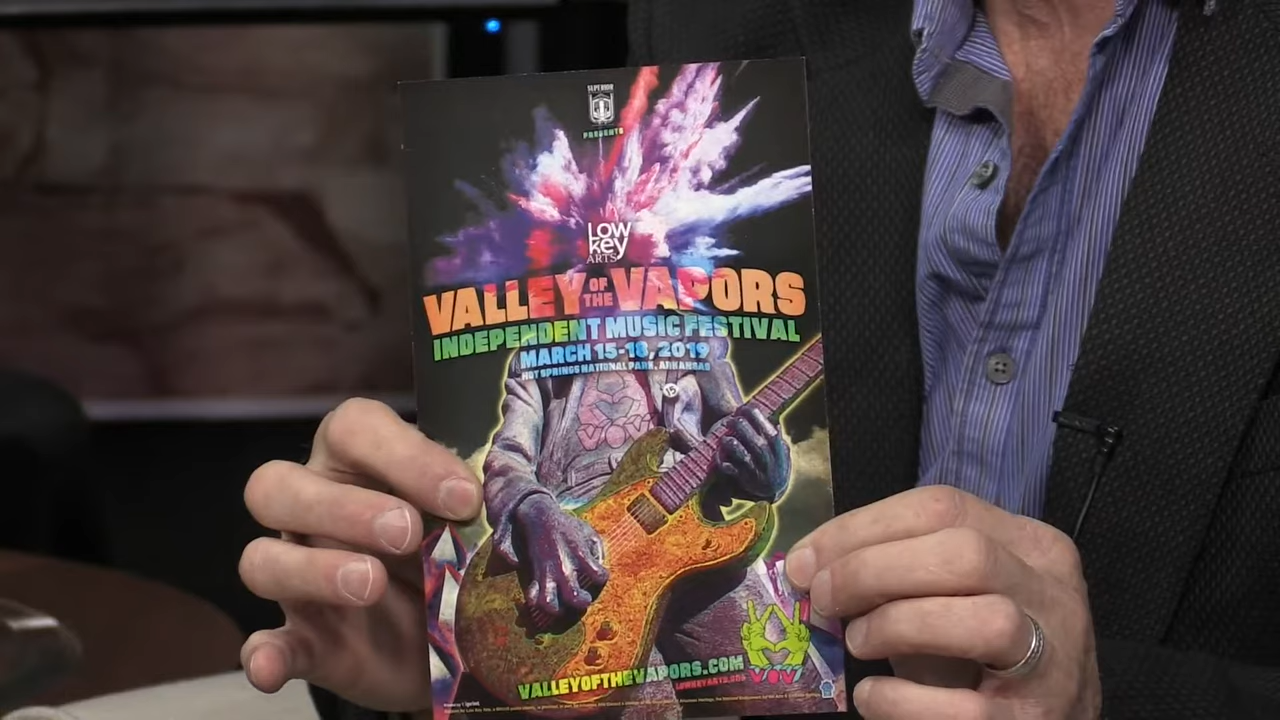 SUPERIOR
PRESENTS
LOW
key
ARTS
VALLEY OF THE VAPORS
INDEPENDENT MUSIC FESTIVAL
MARCH 15-18, 2019
HOT SPRINGS NATIONAL PARK, ARKANSAS
VOV
VALLEYOFTHEVAPORS.COM
LOWKEYARTS.ORG
VOV